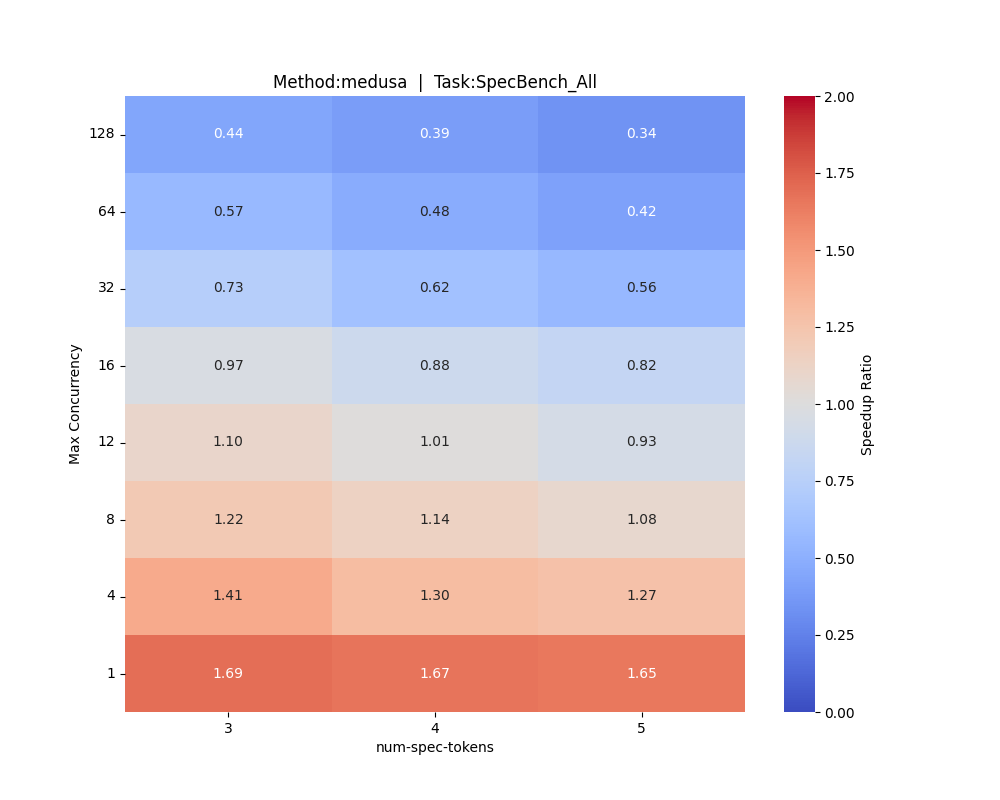 Method:medusa | Task:SpecBench_All
Max Concurrency
128 0.44 0.39 0.34
64 0.57 0.48 0.42
32 0.73 0.62 0.56
16 0.97 0.88 0.82
12 1.10 1.01 0.93
8 1.22 1.14 1.08
4 1.41 1.30 1.27
1 1.69 1.67 1.65
3 4 5
num-spec-tokens
2.00
1.75
1.50
1.25
1.00
0.75
0.50
0.25
0.00
Speedup Ratio